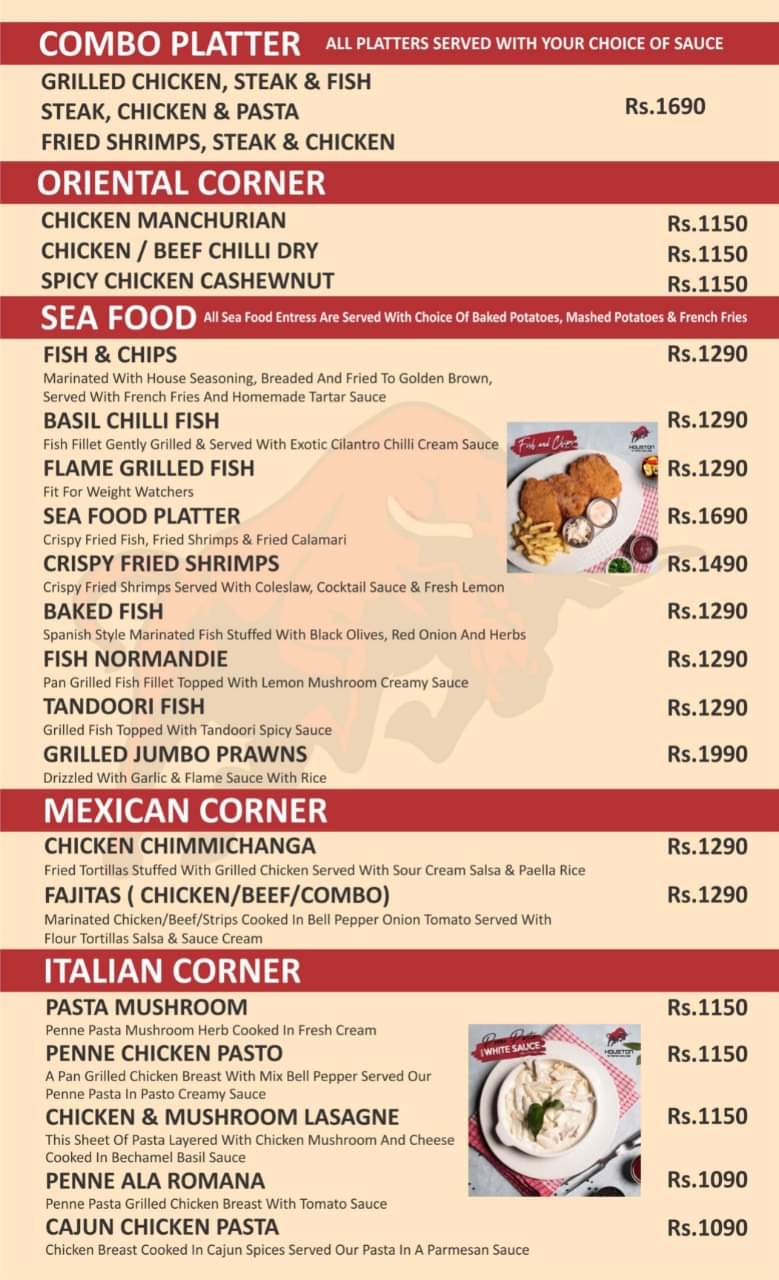 COMBO PLATTER ALL PLATTERS SERVED WITH YOUR CHOICE OF SAUCE
GRILLED CHICKEN, STEAK & FISH
STEAK, CHICKEN & PASTA Rs.1690
FRIED SHRIMPS, STEAK & CHICKEN
ORIENTAL CORNER
CHICKEN MANCHURIAN Rs.1150
CHICKEN / BEEF CHILLI DRY Rs.1150
SPICY CHICKEN CASHEWNUT Rs.1150
SEA FOOD All Sea Food Entress Are Served With Choice Of Baked Potatoes, Mashed Potatoes & French Fries
FISH & CHIPS Rs.1290
Marinated With House Seasoning, Breaded And Fried To Golden Brown,
Served With French Fries And Homemade Tartar Sauce
BASIL CHILLI FISH Rs.1290
Fish Fillet Gently Grilled & Served With Exotic Cilantro Chilli Cream Sauce
Fish and Chips
HOUSTON
FLAME GRILLED FISH Rs.1290
Fit For Weight Watchers
SEA FOOD PLATTER Rs.1690
Crispy Fried Fish, Fried Shrimps & Fried Calamari
CRISPY FRIED SHRIMPS Rs.1490
Crispy Fried Shrimps Served With Coleslaw, Cocktail Sauce & Fresh Lemon
BAKED FISH Rs.1290
Spanish Style Marinated Fish Stuffed With Black Olives, Red Onion And Herbs
FISH NORMANDIE Rs.1290
Pan Grilled Fish Fillet Topped With Lemon Mushroom Creamy Sauce
TANDOORI FISH Rs.1290
Grilled Fish Topped With Tandoori Spicy Sauce
GRILLED JUMBO PRAWNS Rs.1990
Drizzled With Garlic & Flame Sauce With Rice
MEXICAN CORNER
CHICKEN CHIMMICHANGA Rs.1290
Fried Tortillas Stuffed With Grilled Chicken Served With Sour Cream Salsa & Paella Rice
FAJITAS ( CHICKEN/BEEF/COMBO) Rs.1290
Marinated Chicken/Beef/Strips Cooked In Bell Pepper Onion Tomato Served With
Flour Tortillas Salsa & Sauce Cream
ITALIAN CORNER
PASTA MUSHROOM Rs.1150
Penne Pasta Mushroom Herb Cooked In Fresh Cream
PENNE CHICKEN PASTO Rs.1150
A Pan Grilled Chicken Breast With Mix Bell Pepper Served Our
Penne Pasta In Pasto Creamy Sauce
WHITE SAUCE
HOUSTON
CHICKEN & MUSHROOM LASAGNE Rs.1150
This Sheet Of Pasta Layered With Chicken Mushroom And Cheese
Cooked In Bechamel Basil Sauce
PENNE ALA ROMANA Rs.1090
Penne Pasta Grilled Chicken Breast With Tomato Sauce
CAJUN CHICKEN PASTA Rs.1090
Chicken Breast Cooked In Cajun Spices Served Our Pasta In A Parmesan Sauce